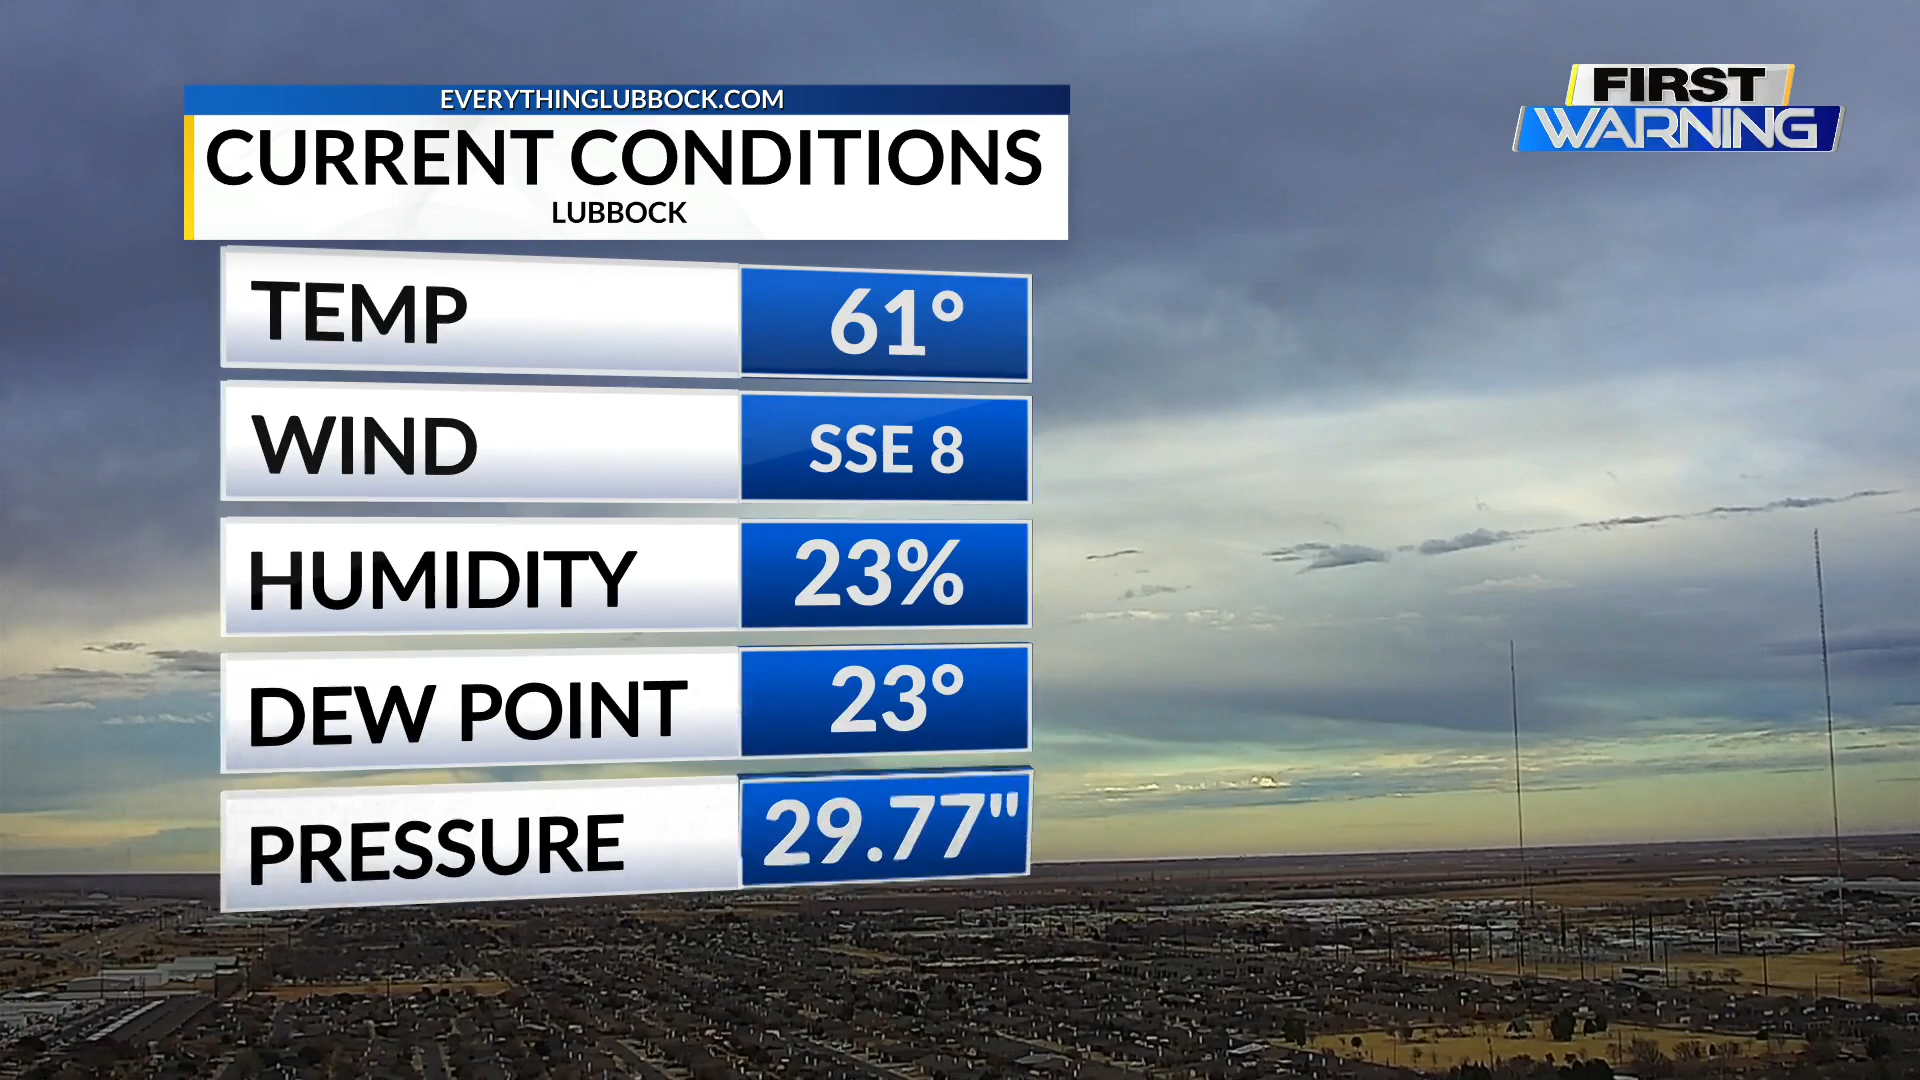 EVERYTHINGLUBBOCK.COM
CURRENT CONDITIONS
LUBBOCK
FIRST
WARNING
TEMP 61°
WIND SSE 8
HUMIDITY 23%
DEW POINT 23°
PRESSURE 29.77"